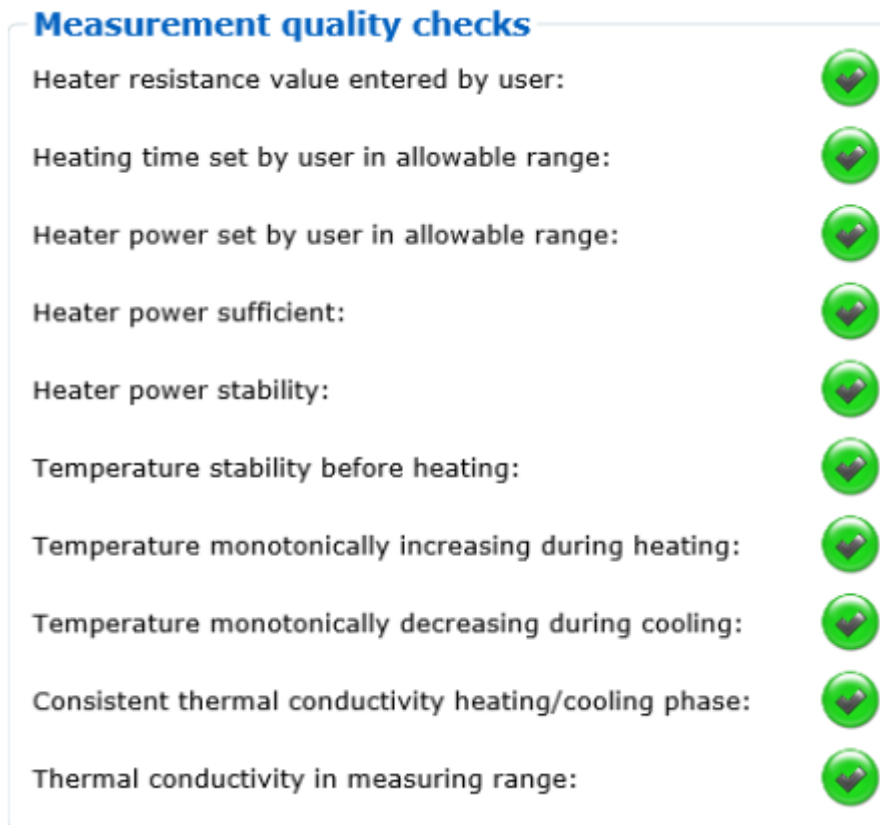 Measurement quality checks
Heater resistance value entered by user:
Heating time set by user in allowable range:
Heater power set by user in allowable range:
Heater power sufficient:
Heater power stability:
Temperature stability before heating:
Temperature monotonically increasing during heating:
Temperature monotonically decreasing during cooling:
Consistent thermal conductivity heating/cooling phase:
Thermal conductivity in measuring range: